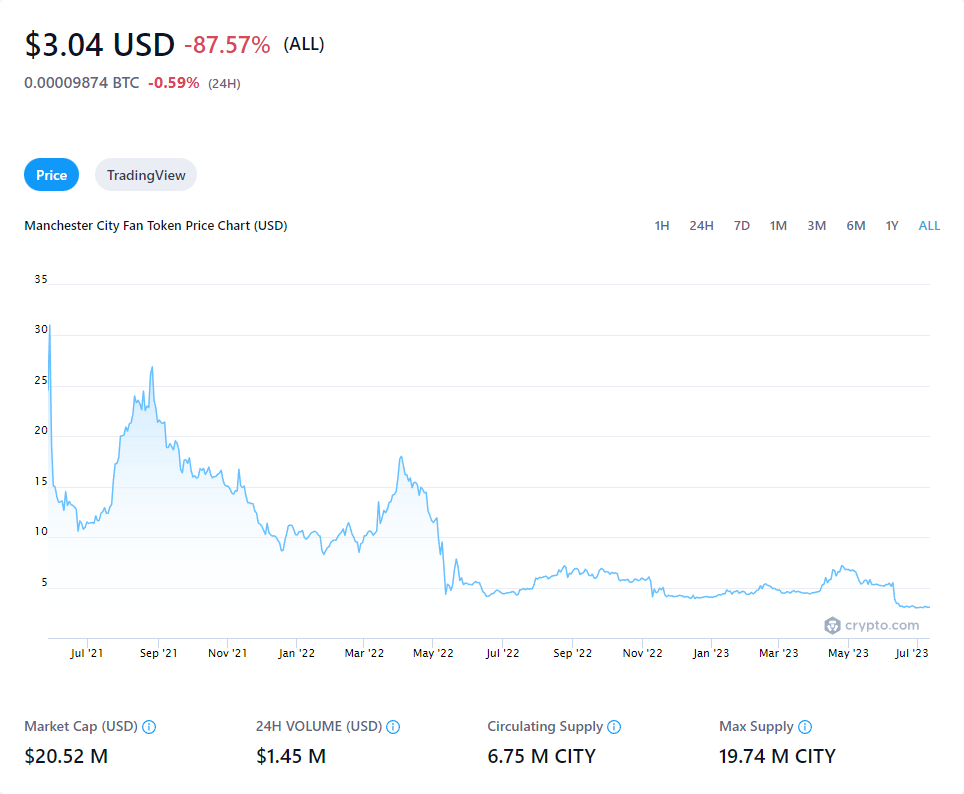 $3.04 USD -87.57% (ALL)
0.00009874 BTC -0.59% (24H)
Price TradingView
Manchester City Fan Token Price Chart (USD) 1H 24H 7D 1M 3M 6M 1Y ALL
35
30
25
20
15
10
5
crypto.com
Jul '21 Sep '21 Nov '21 Jan '22 Mar '22 May '22 Jul '22 Sep '22 Nov '22 Jan '23 Mar '23 May '23 Jul '23
Market Cap (USD) 24H VOLUME (USD) Circulating Supply Max Supply
$20.52 M $1.45 M 6.75 M CITY 19.74 M CITY